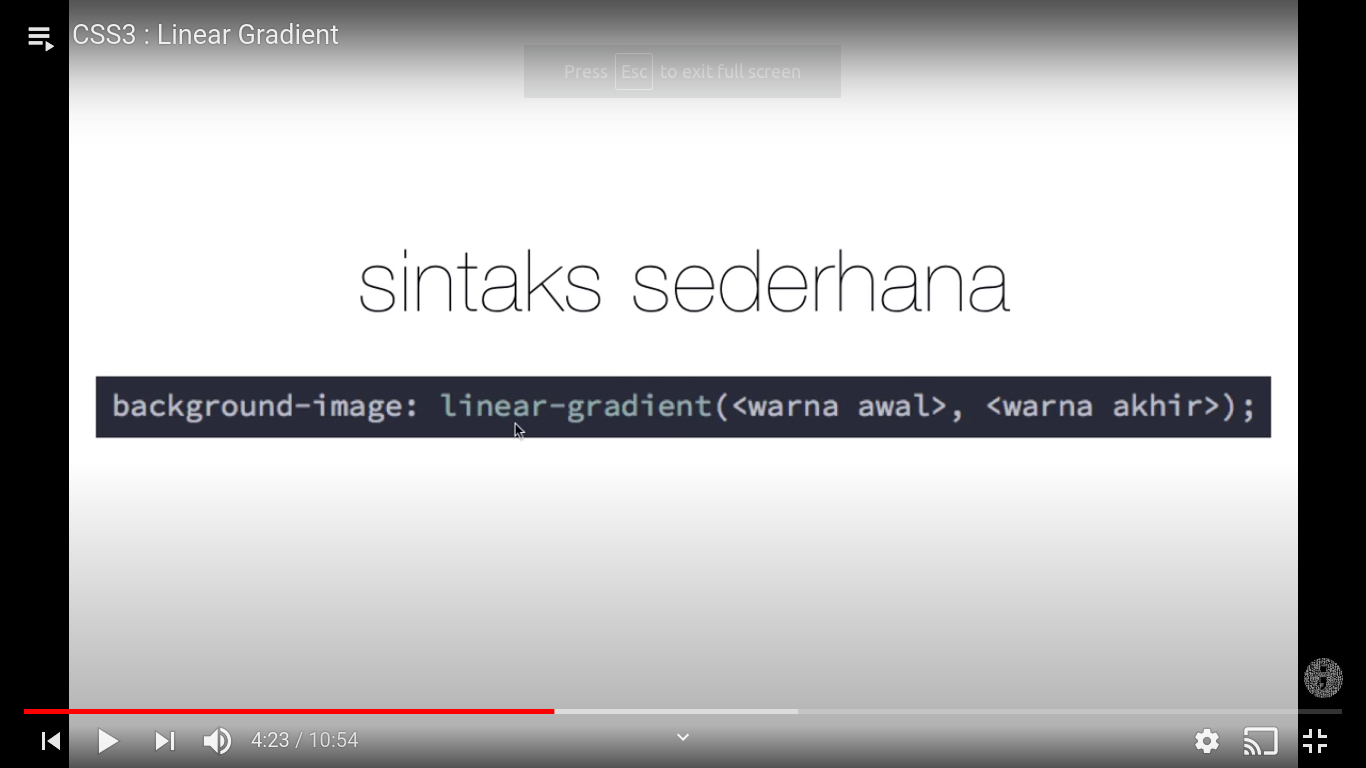 CSS3 : Linear Gradient
Press Esc to exit full screen
sintaks sederhana
background-image: linear-gradient(<warna awal>, <warna akhir>);
4:23 / 10:54